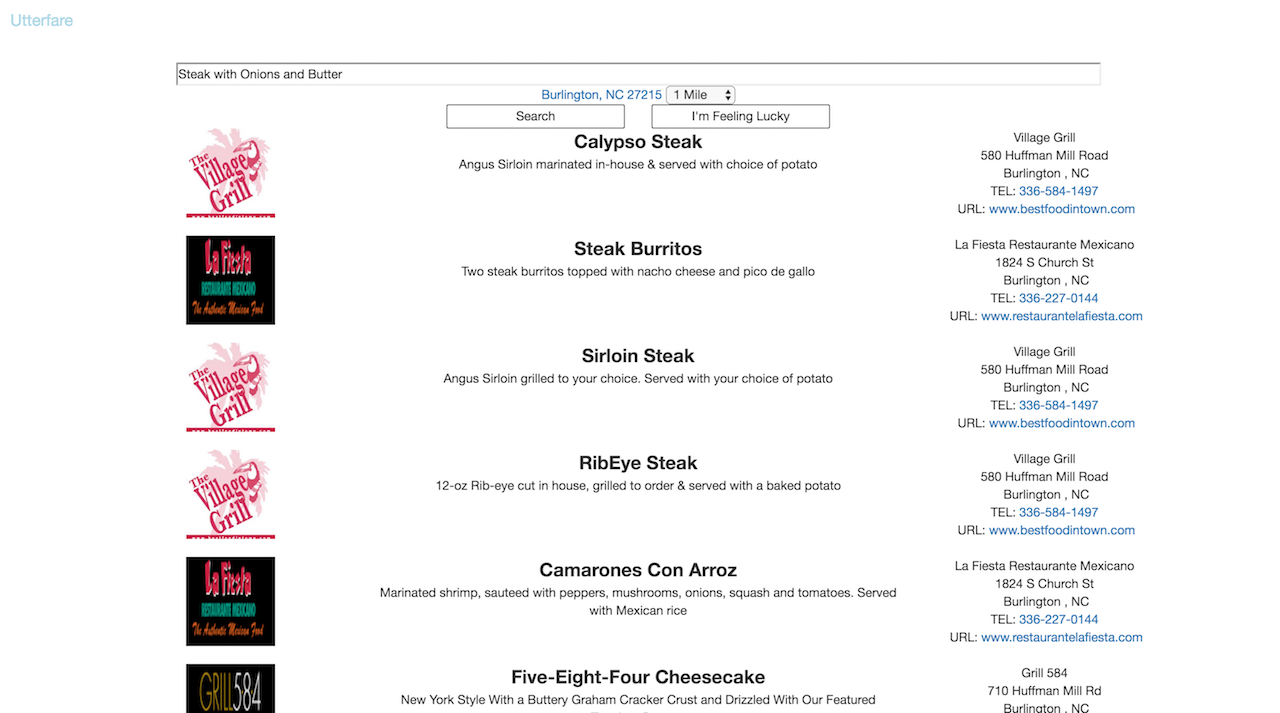 Utterfare
Steak with Onions and Butter
Burlington, NC 27215 1 Mile
Search I'm Feeling Lucky
The Village Grill
Calypso Steak
Angus Sirloin marinated in-house & served with choice of potato
Village Grill
580 Huffman Mill Road
Burlington , NC
TEL: 336-584-1497
URL: www.bestfoodintown.com
La Fiesta
RESTAURANTE MEXICANO
The Authentic Mexican Food
Steak Burritos
Two steak burritos topped with nacho cheese and pico de gallo
La Fiesta Restaurante Mexicano
1824 S Church St
Burlington , NC
TEL: 336-227-0144
URL: www.restaurantelafiesta.com
The Village Grill
Sirloin Steak
Angus Sirloin grilled to your choice. Served with your choice of potato
Village Grill
580 Huffman Mill Road
Burlington , NC
TEL: 336-584-1497
URL: www.bestfoodintown.com
The Village Grill
RibEye Steak
12-oz Rib-eye cut in house, grilled to order & served with a baked potato
Village Grill
580 Huffman Mill Road
Burlington , NC
TEL: 336-584-1497
URL: www.bestfoodintown.com
La Fiesta
RESTAURANTE MEXICANO
The Authentic Mexican Food
Camarones Con Arroz
Marinated shrimp, sauteed with peppers, mushrooms, onions, squash and tomatoes. Served
with Mexican rice
La Fiesta Restaurante Mexicano
1824 S Church St
Burlington , NC
TEL: 336-227-0144
URL: www.restaurantelafiesta.com
GRILL584
Five-Eight-Four Cheesecake
New York Style With a Buttery Graham Cracker Crust and Drizzled With Our Featured
Grill 584
710 Huffman Mill Rd
Burlington , NC